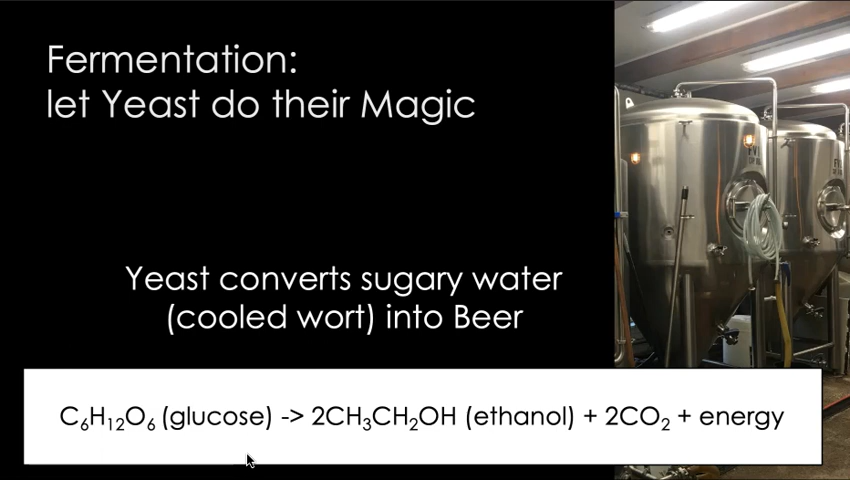 Fermentation:
let Yeast do their Magic
Yeast converts sugary water
(cooled wort) into Beer
C₆H₁₂O₆ (glucose) -> 2CH₃CH₂OH (ethanol) + 2CO₂ + energy